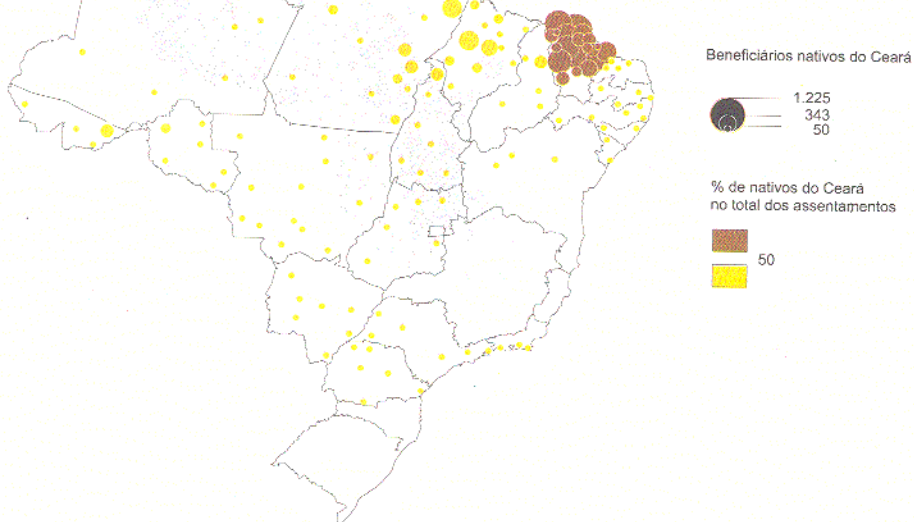 Beneficiários nativos do Ceará
1.225
343
50
% de nativos do Ceará
no total dos assentamentos
50